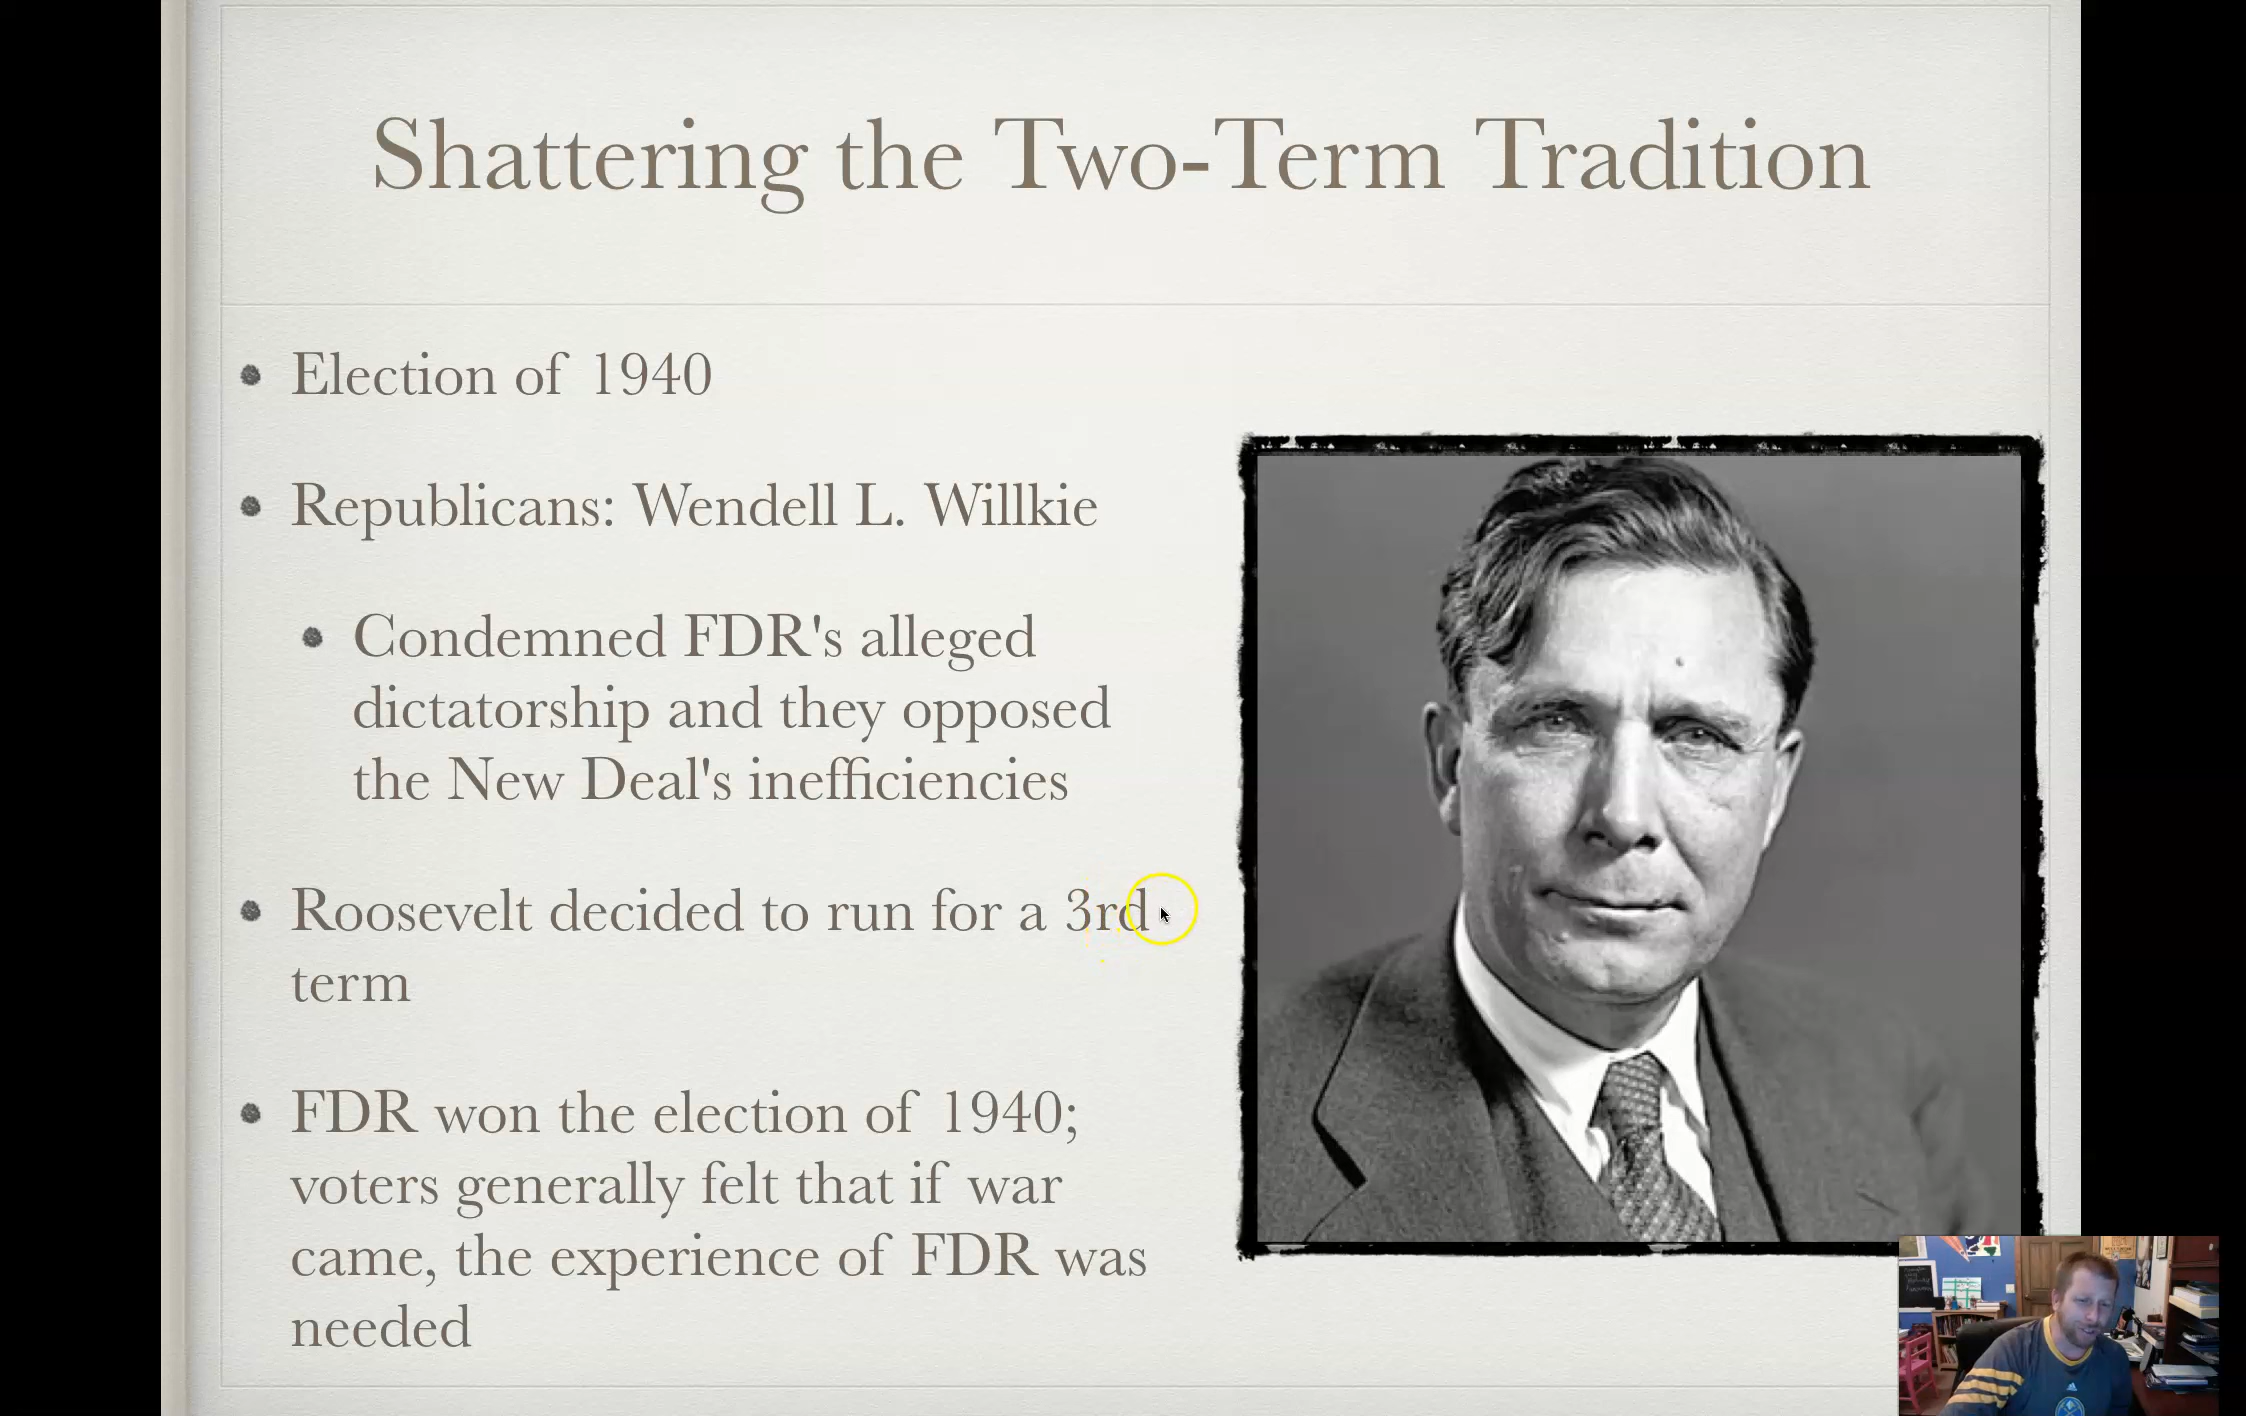 Shattering the Two-Term Tradition
Election of 1940
Republicans: Wendell L. Willkie
Condemned FDR's alleged
dictatorship and they opposed
the New Deal's inefficiencies
Roosevelt decided to run for a 3rd
term
FDR won the election of 1940;
voters generally felt that if war
came, the experience of FDR was
needed